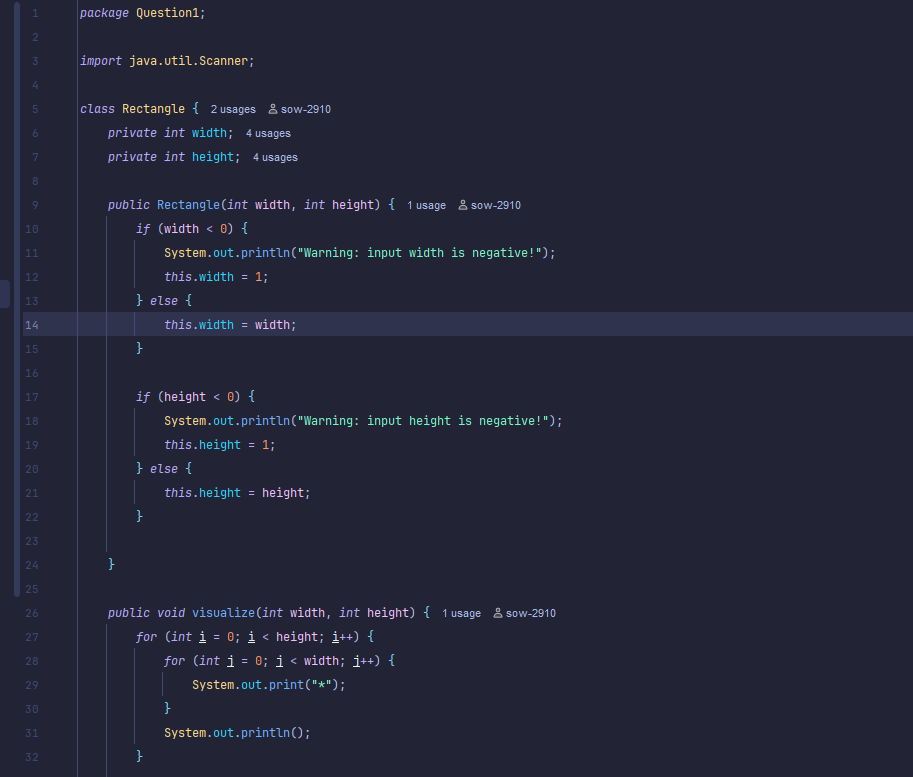 1 package Question1;
2
3 import java.util.Scanner;
4
5 class Rectangle { 2 usages sow-2910
6 private int width; 4 usages
7 private int height; 4 usages
8
9 public Rectangle(int width, int height) { 1 usage sow-2910
10 if (width < 0) {
11 System.out.println("Warning: input width is negative!");
12 this.width = 1;
13 } else {
14 this.width = width;
15 }
16
17 if (height < 0) {
18 System.out.println("Warning: input height is negative!");
19 this.height = 1;
20 } else {
21 this.height = height;
22 }
23
24 }
25
26 public void visualize(int width, int height) { 1 usage sow-2910
27 for (int i = 0; i < height; i++) {
28 for (int j = 0; j < width; j++) {
29 System.out.print("*");
30 }
31 System.out.println();
32 }